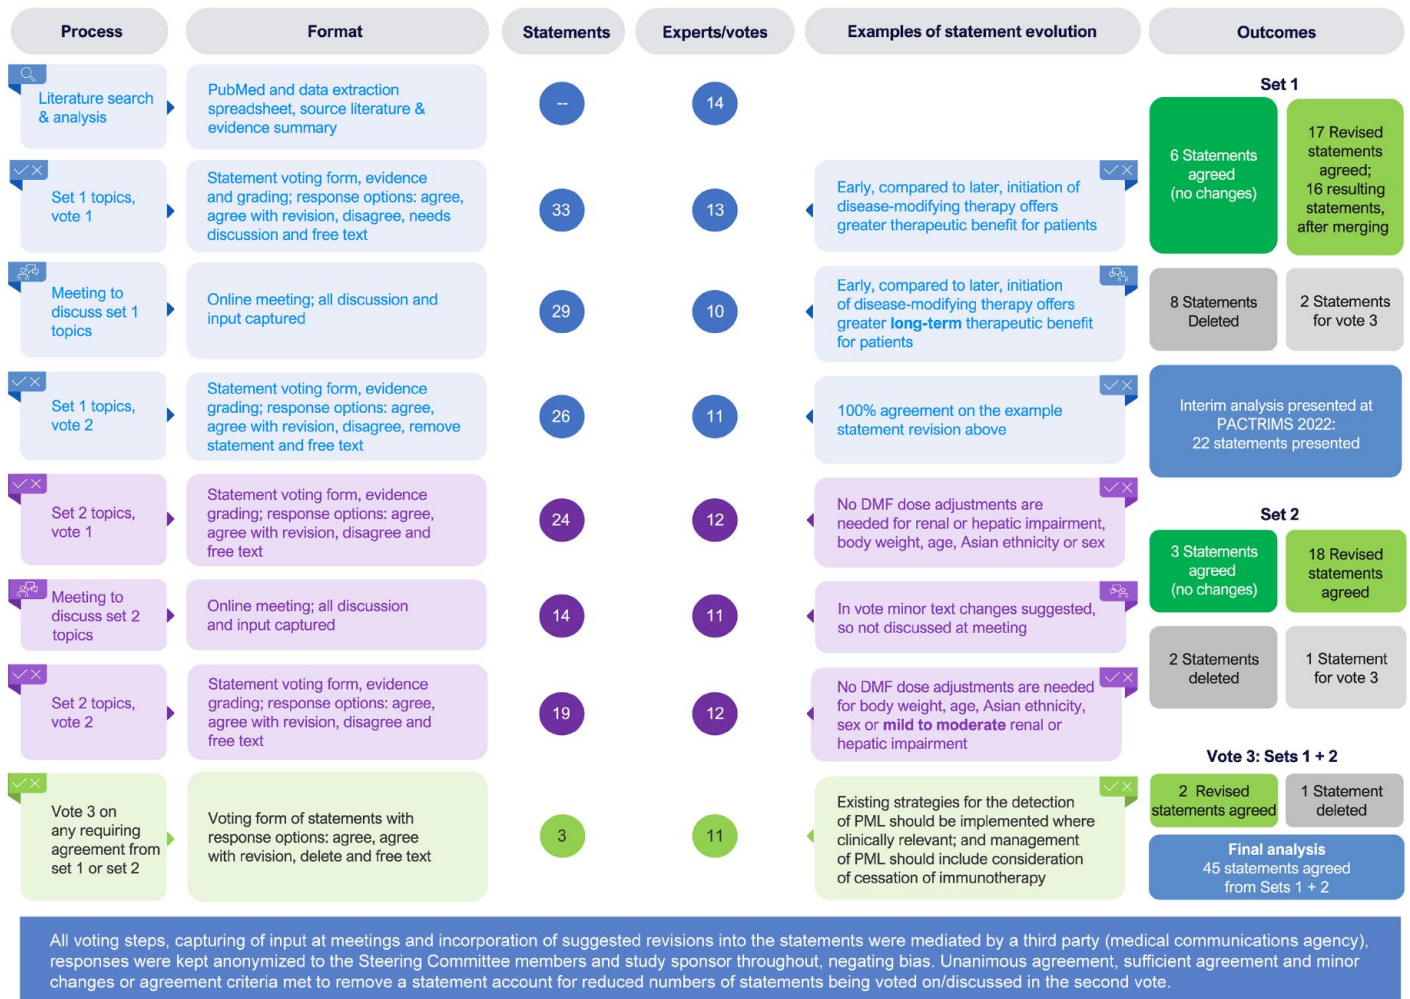 Process
Format
Statements
Experts/votes
Examples of statement evolution
Outcomes
Literature search
& analysis
PubMed and data extraction
spreadsheet, source literature &
evidence summary
--
14
Set 1 topics,
vote 1
Statement voting form, evidence
and grading; response options: agree,
agree with revision, disagree, needs
discussion and free text
33
13
Early, compared to later, initiation of
disease-modifying therapy offers
greater therapeutic benefit for patients
Meeting to
discuss set 1
topics
Online meeting; all discussion and
input captured
29
10
Early, compared to later, initiation
of disease-modifying therapy offers
greater long-term therapeutic benefit
for patients
Set 1 topics,
vote 2
Statement voting form, evidence
grading; response options: agree,
agree with revision, disagree, remove
statement and free text
26
11
100% agreement on the example
statement revision above
Set 2 topics,
vote 1
Statement voting form, evidence
grading; response options: agree,
agree with revision, disagree and
free text
24
12
No DMF dose adjustments are
needed for renal or hepatic impairment,
body weight, age, Asian ethnicity or sex
Meeting to
discuss set 2
topics
Online meeting; all discussion
and input captured
14
11
In vote minor text changes suggested,
so not discussed at meeting
Set 2 topics,
vote 2
Statement voting form, evidence
grading; response options: agree,
agree with revision, disagree and
free text
19
12
No DMF dose adjustments are needed
for body weight, age, Asian ethnicity,
sex or mild to moderate renal or
hepatic impairment
Vote 3 on
any requiring
agreement from
set 1 or set 2
Voting form of statements with
response options: agree, agree
with revision, delete and free text
3
11
Existing strategies for the detection
of PML should be implemented where
clinically relevant; and management
of PML should include consideration
of cessation of immunotherapy
Set 1
6 Statements
agreed
(no changes)
17 Revised
statements
agreed;
16 resulting
statements,
after merging
8 Statements
Deleted
2 Statements
for vote 3
Interim analysis presented at
PACTRIMS 2022:
22 statements presented
Set 2
3 Statements
agreed
(no changes)
18 Revised
statements
agreed
2 Statements
deleted
1 Statement
for vote 3
Vote 3: Sets 1 + 2
2 Revised
statements agreed
1 Statement
deleted
Final analysis
45 statements agreed
from Sets 1 + 2
All voting steps, capturing of input at meetings and incorporation of suggested revisions into the statements were mediated by a third party (medical communications agency),
responses were kept anonymized to the Steering Committee members and study sponsor throughout, negating bias. Unanimous agreement, sufficient agreement and minor
changes or agreement criteria met to remove a statement account for reduced numbers of statements being voted on/discussed in the second vote.